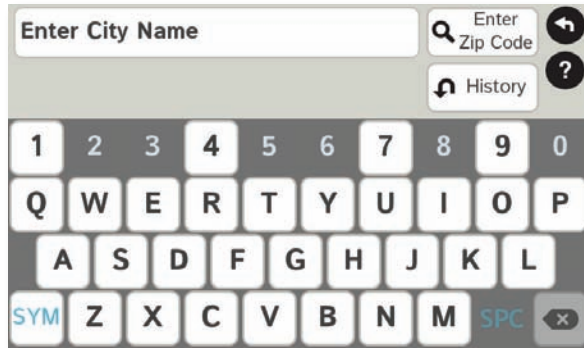 Enter City Name
Enter
Zip Code
?
History
1 2 3 4 5 6 7 8 9 0
Q W E R T Y U I O P
A S D F G H J K L
SYM Z X C V B N M SPC